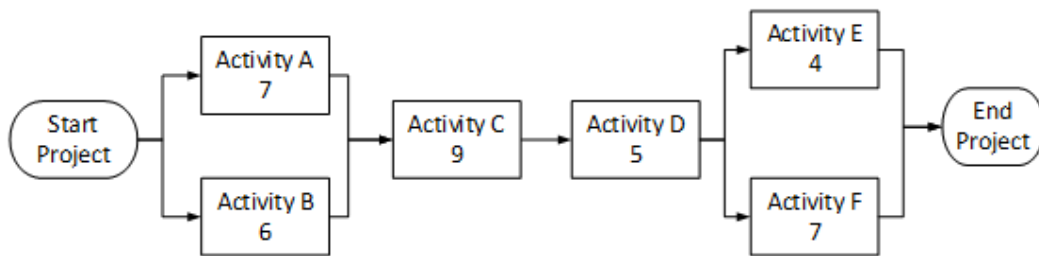 Start
Project
Activity A
7
Activity B
6
Activity C
9
Activity D
5
Activity E
4
Activity F
7
End
Project